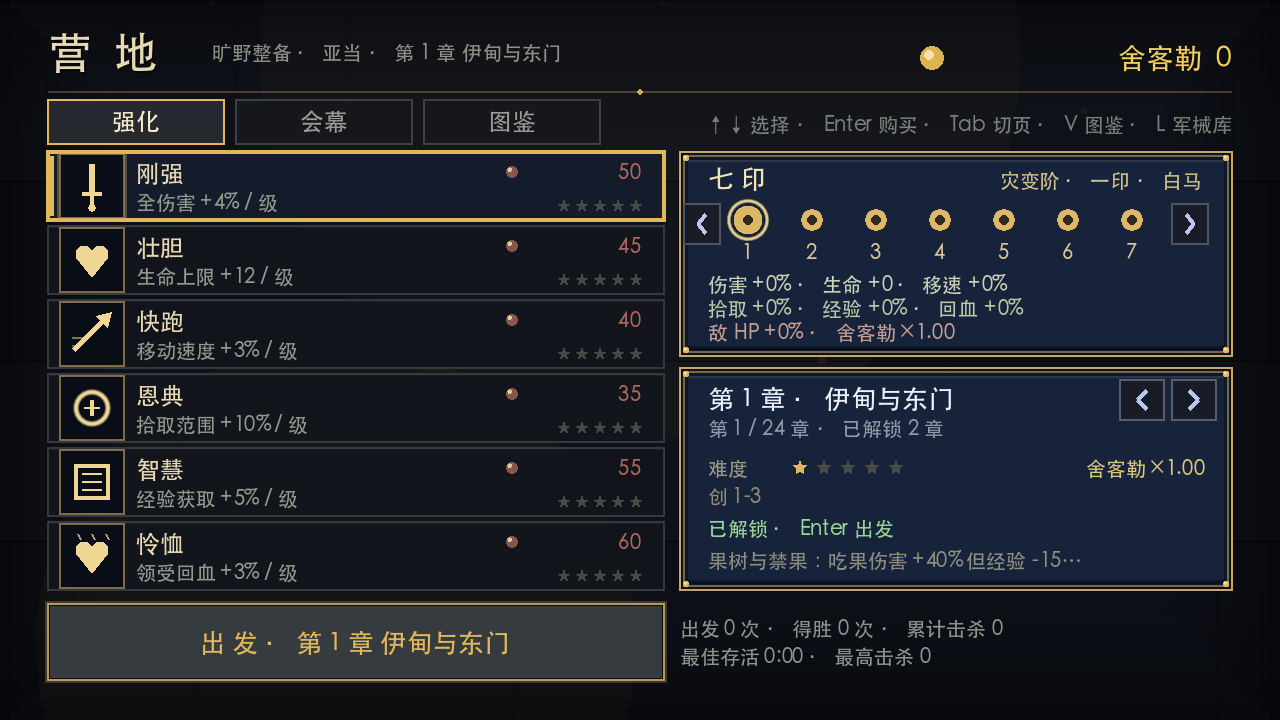 营 地
旷野整备 · 亚当 · 第 1 章 伊甸与东门
舍客勒 0
强化
会幕
图鉴
↑ ↓ 选择 · Enter 购买 · Tab 切页 · V 图鉴 · L 军械库
刚强
50
全伤害 +4% / 级
壮胆
45
生命上限 +12 / 级
快跑
40
移动速度 +3% / 级
恩典
35
拾取范围 +10% / 级
智慧
55
经验获取 +5% / 级
怜恤
60
领受回血 +3% / 级
出 发 · 第 1 章 伊甸与东门
七 印
灾变阶 · 一印 · 白马
1 2 3 4 5 6 7
伤害 +0% · 生命 +0 · 移速 +0%
拾取 +0% · 经验 +0% · 回血 +0%
敌 HP +0% · 舍客勒 ×1.00
第 1 章 · 伊甸与东门
第 1 / 24 章 · 已解锁 2 章
难度
舍客勒 ×1.00
创 1-3
已解锁 · Enter 出发
果树与禁果：吃果伤害 +40% 但经验 -15…
出发 0 次 · 得胜 0 次 · 累计击杀 0
最佳存活 0:00 · 最高击杀 0